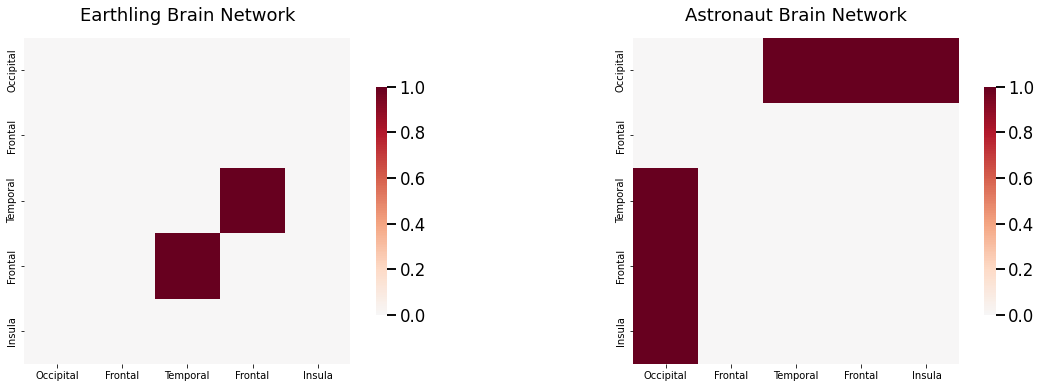 Earthling Brain Network
Astronaut Brain Network
Occipital
Frontal
Temporal
Frontal
Insula
Occipital Frontal Temporal Frontal Insula
1.0
0.8
0.6
0.4
0.2
0.0
Occipital
Frontal
Temporal
Frontal
Insula
Occipital Frontal Temporal Frontal Insula
1.0
0.8
0.6
0.4
0.2
0.0